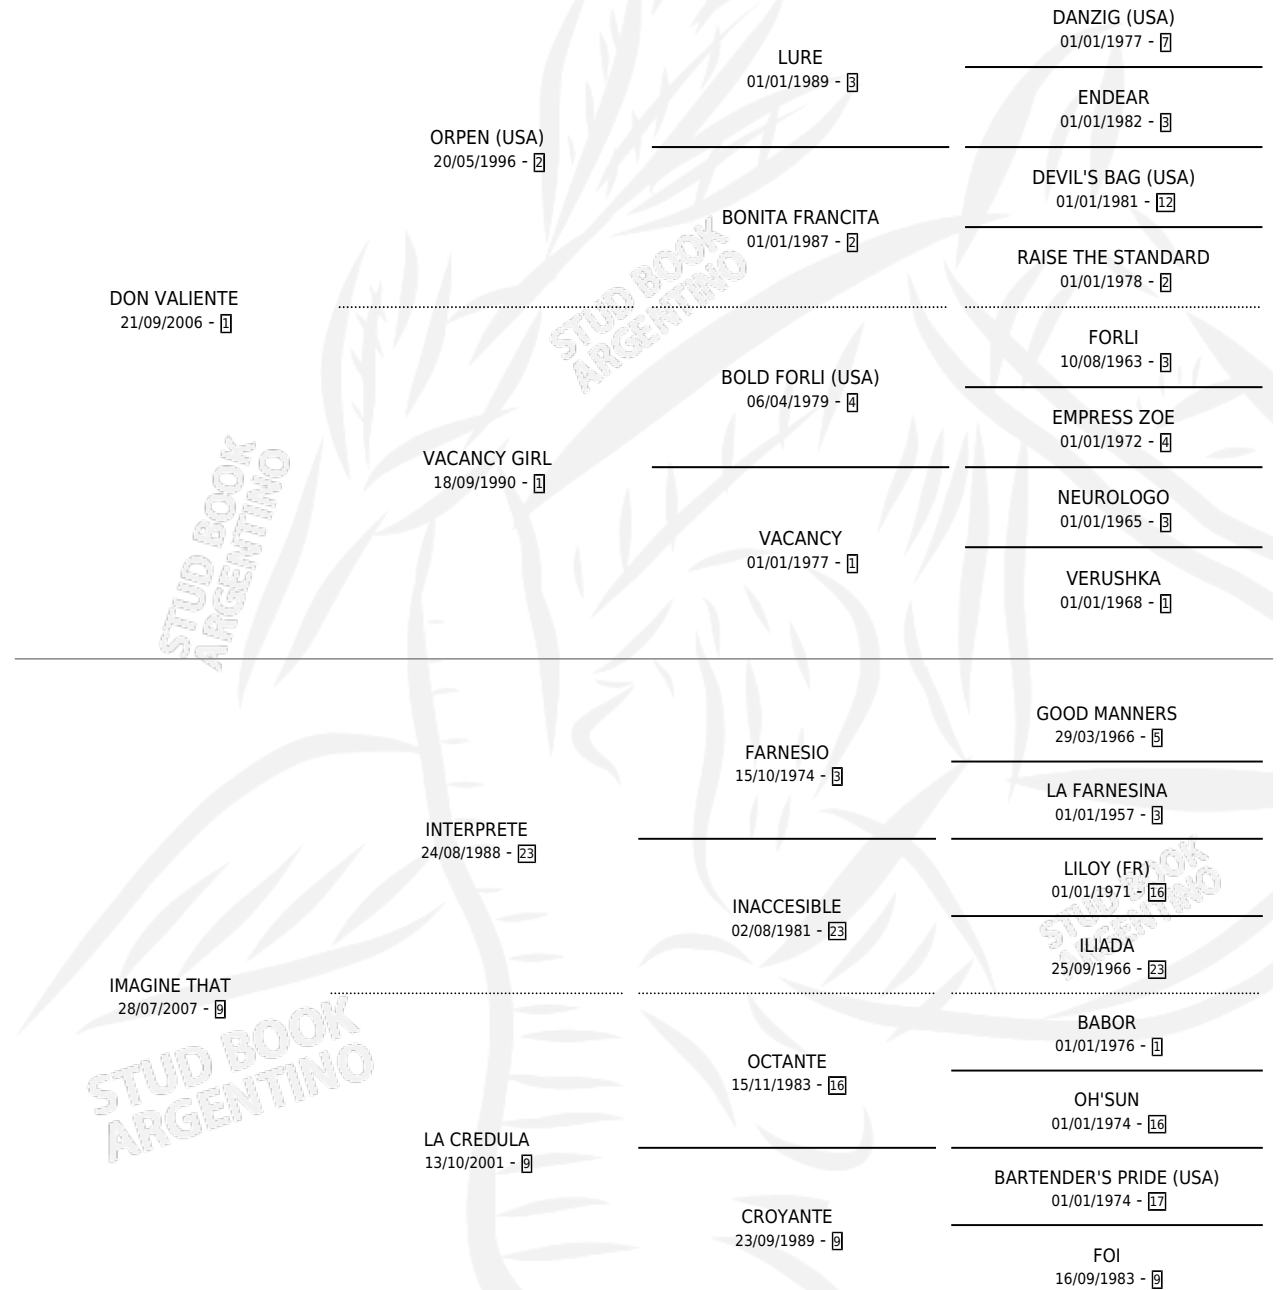 DANZIG (USA)
01/01/1977 - 7
LURE
01/01/1989 - 3
ENDEAR
01/01/1982 - 3
ORPEN (USA)
20/05/1996 - 2
DEVIL'S BAG (USA)
01/01/1981 - 12
BONITA FRANCITA
01/01/1987 - 2
RAISE THE STANDARD
01/01/1978 - 2
DON VALIENTE
21/09/2006 - 1
FORLI
10/08/1963 - 3
BOLD FORLI (USA)
06/04/1979 - 4
EMPRESS ZOE
01/01/1972 - 4
VACANCY GIRL
18/09/1990 - 1
NEUROLOGO
01/01/1965 - 3
VACANCY
01/01/1977 - 1
VERUSHKA
01/01/1968 - 1
GOOD MANNERS
29/03/1966 - 5
FARNESIO
15/10/1974 - 3
LA FARNESINA
01/01/1957 - 3
INTERPRETE
24/08/1988 - 23
LILOY (FR)
01/01/1971 - 16
INACCESIBLE
02/08/1981 - 23
ILIADA
25/09/1966 - 23
IMAGINE THAT
28/07/2007 - 9
BABOR
01/01/1976 - 1
OCTANTE
15/11/1983 - 16
OH'SUN
01/01/1974 - 16
LA CREDULA
13/10/2001 - 9
BARTENDER'S PRIDE (USA)
01/01/1974 - 17
CROYANTE
23/09/1989 - 9
FOI
16/09/1983 - 9
STUD BOOK
ARGENTINO
STUD BOOK
ARGENTINO
STUD BOOK
ARGENTINO
STUD BOOK
ARGENTINO